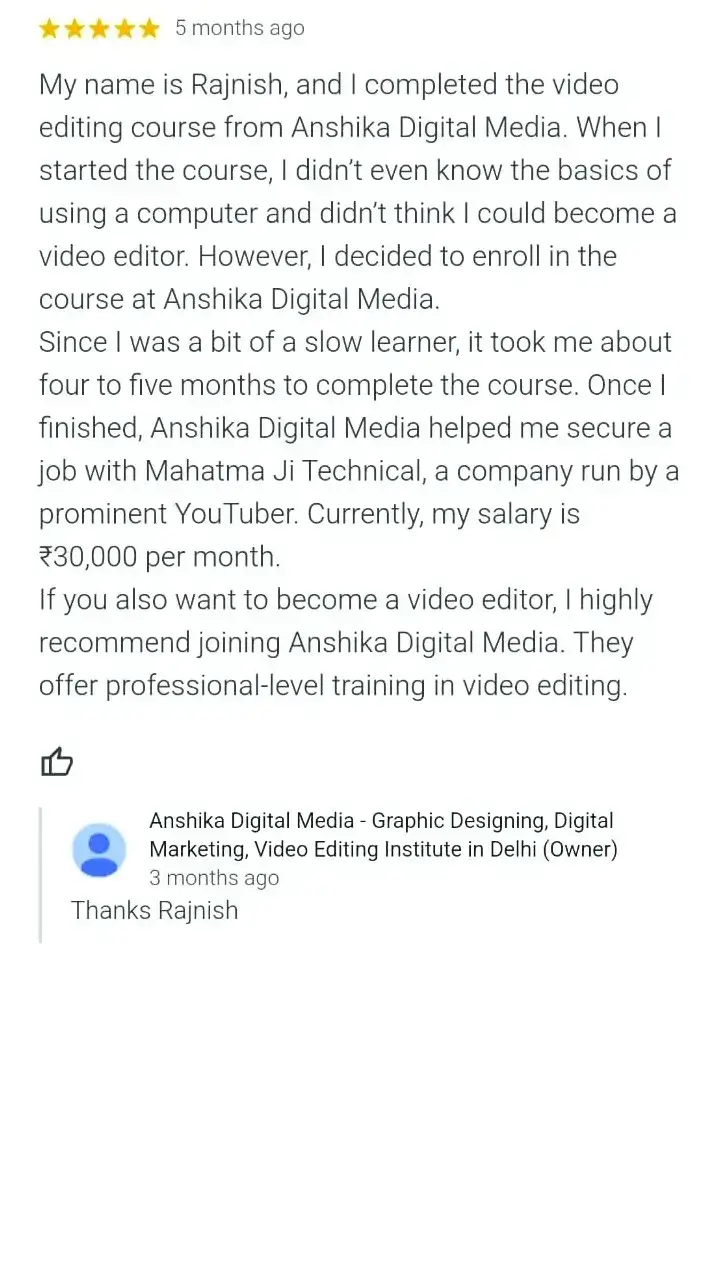 5 months ago
My name is Rajnish, and I completed the video
editing course from Anshika Digital Media. When I
started the course, I didn’t even know the basics of
using a computer and didn’t think I could become a
video editor. However, I decided to enroll in the
course at Anshika Digital Media.
Since I was a bit of a slow learner, it took me about
four to five months to complete the course. Once I
finished, Anshika Digital Media helped me secure a
job with Mahatma Ji Technical, a company run by a
prominent YouTuber. Currently, my salary is
₹30,000 per month.
If you also want to become a video editor, I highly
recommend joining Anshika Digital Media. They
offer professional-level training in video editing.
Anshika Digital Media - Graphic Designing, Digital
Marketing, Video Editing Institute in Delhi (Owner)
3 months ago
Thanks Rajnish